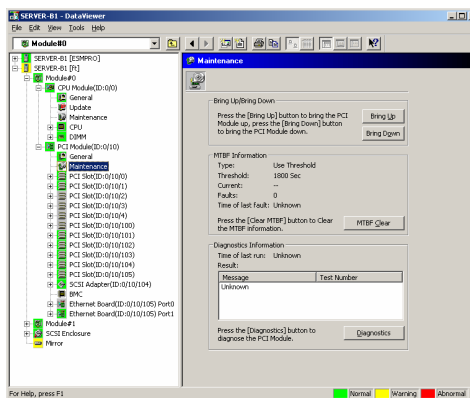 SERVER-B1 - DataViewer
File Edit View Tools Help
Module#0
SERVER-B1 [ESMPRO]
SERVER-B1 [R]
Module#0
CPU Module(ID:0/0)
General
Update
Maintenance
CPU
DIMM
PCI Module(ID:0/10)
General
Maintenance
PCI Slot(ID:0/10/0)
PCI Slot(ID:0/10/1)
PCI Slot(ID:0/10/2)
PCI Slot(ID:0/10/3)
PCI Slot(ID:0/10/4)
PCI Slot(ID:0/10/100)
PCI Slot(ID:0/10/101)
PCI Slot(ID:0/10/102)
PCI Slot(ID:0/10/103)
PCI Slot(ID:0/10/104)
PCI Slot(ID:0/10/105)
SCSI Adapter(ID:0/10/104)
BMC
Ethernet Board(ID:0/10/105) Port0
Ethernet Board(ID:0/10/105) Port1
Module#1
SCSI Enclosure
Mirror
Maintenance
Bring Up/Bring Down
Press the [Bring Up] button to bring the PCI
Module up, press the [Bring Down] button
to bring the PCI Module down.
Bring Up
Bring Down
MTBF Information
Type: Use Threshold
Threshold: 1800 Sec
Current: --
Faults: 0
Time of last fault: Unknown
Press the [Clear MTBF] button to Clear
the MTBF information.
MTBF Clear
Diagnostics Information
Time of last run: Unknown
Result:
Message Test Number
Unknown
Press the [Diagnostics] button to
diagnose the PCI Module.
Diagnostics
For Help, press F1
Normal Warning Abnormal